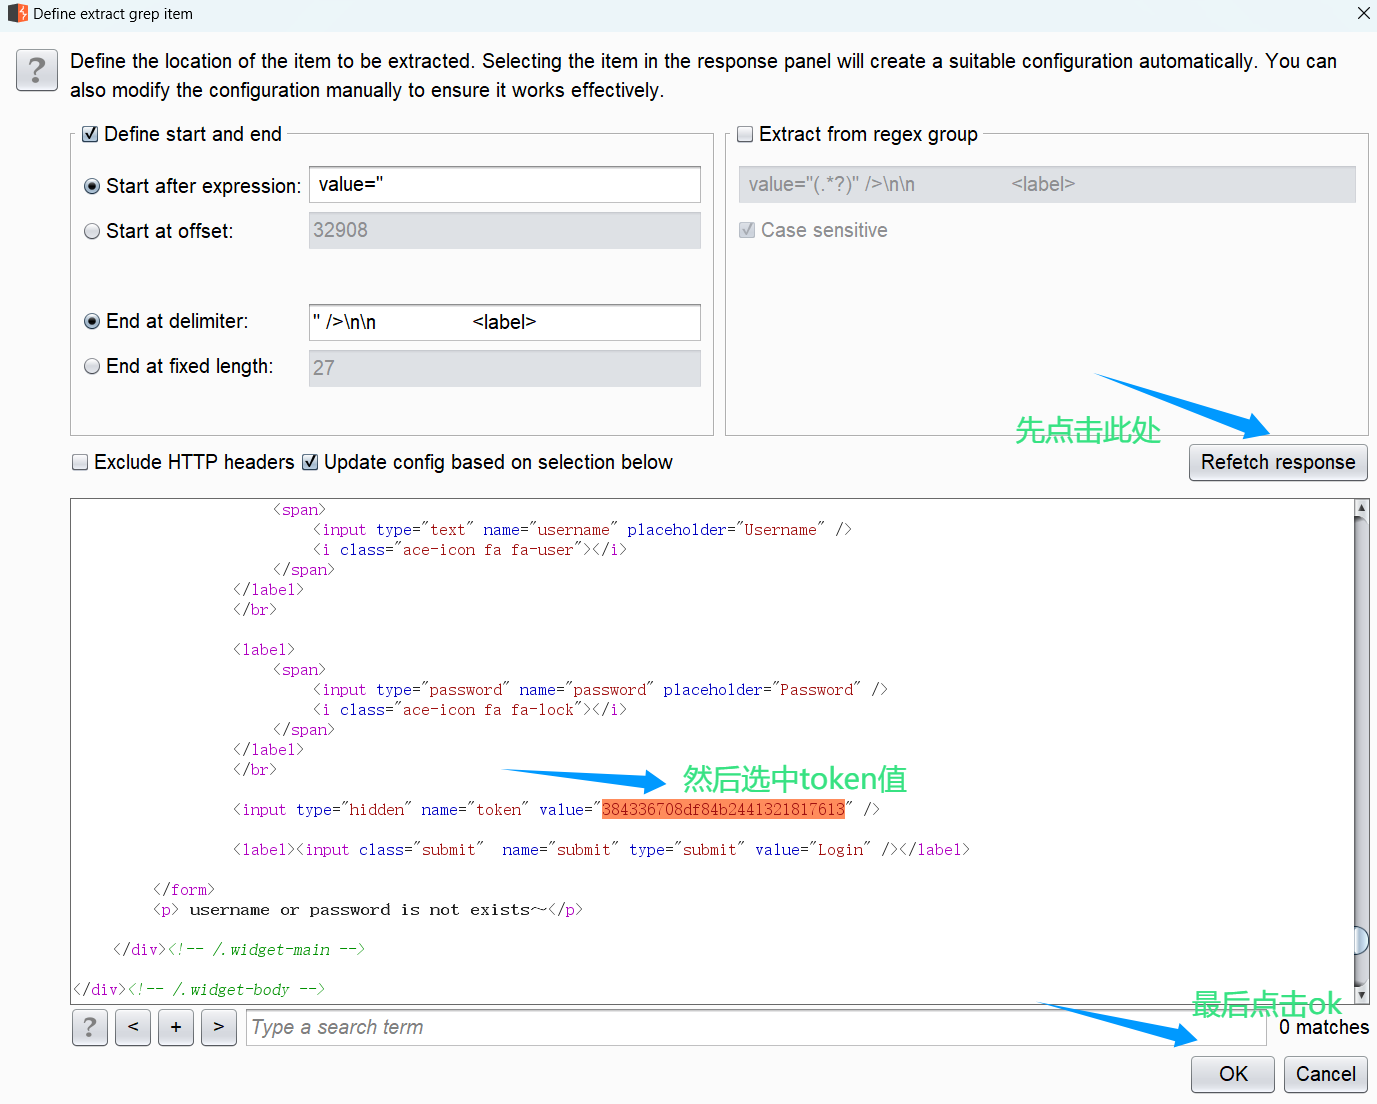 Define extract grep item
?
Define the location of the item to be extracted. Selecting the item in the response panel will create a suitable configuration automatically. You can
also modify the configuration manually to ensure it works effectively.
Define start and end
Start after expression: value="
Start at offset: 32908
End at delimiter: " />\n\n                <label>
End at fixed length: 27
Extract from regex group
value="(.*?)" />\n\n                <label>
Case sensitive
先点击此处
Exclude HTTP headers Update config based on selection below
Refetch response
<span>
<input type="text" name="username" placeholder="Username" />
<i class="ace-icon fa fa-user"></i>
</span>
</label>
</br>
<label>
<span>
<input type="password" name="password" placeholder="Password" />
<i class="ace-icon fa fa-lock"></i>
</span>
</label>
</br>
然后选中token值
<input type="hidden" name="token" value="384336708df84b2441321817613" />
<label><input class="submit"  name="submit" type="submit" value="Login" /></label>
</form>
<p> username or password is not exists~</p>
</div><!-- /.widget-main -->
</div><!-- /.widget-body -->
最后点击ok
? < + > Type a search term 0 matches
OK Cancel